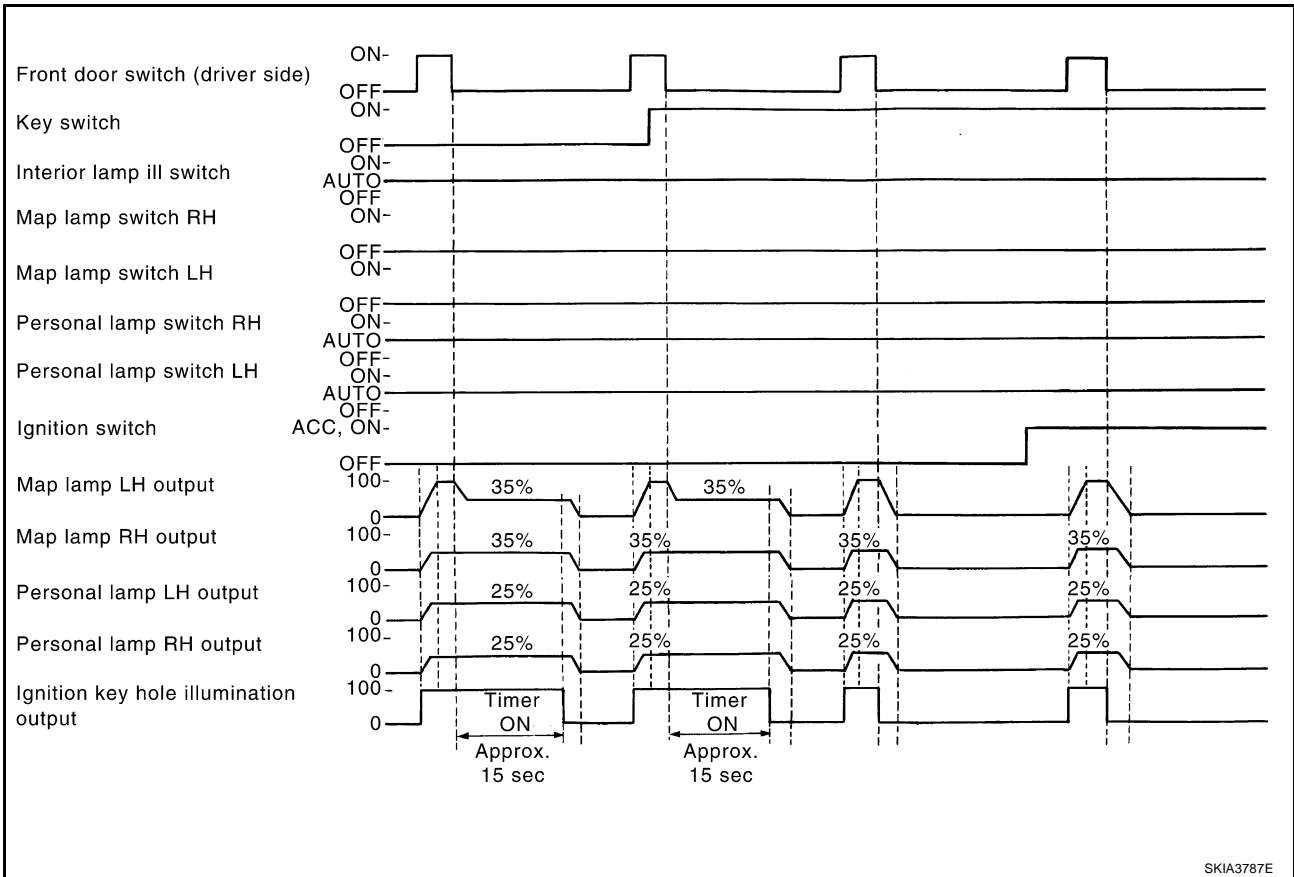 ON-
Front door switch (driver side)
OFF
ON-
Key switch
OFF
ON-
Interior lamp ill switch
AUTO
OFF
Map lamp switch RH
ON-
OFF
Map lamp switch LH
ON-
OFF
Personal lamp switch RH
ON-
AUTO
OFF-
Personal lamp switch LH
ON-
AUTO
OFF-
Ignition switch
ACC, ON-
OFF
Map lamp LH output
100-
35%
35%
0
Map lamp RH output
100-
35%
35%
35%
35%
0
Personal lamp LH output
100-
25%
25%
25%
25%
0
Personal lamp RH output
100-
25%
25%
25%
25%
0
Ignition key hole illumination
output
100-
0
Timer
ON
Timer
ON
Approx.
15 sec
Approx.
15 sec
SKIA3787E